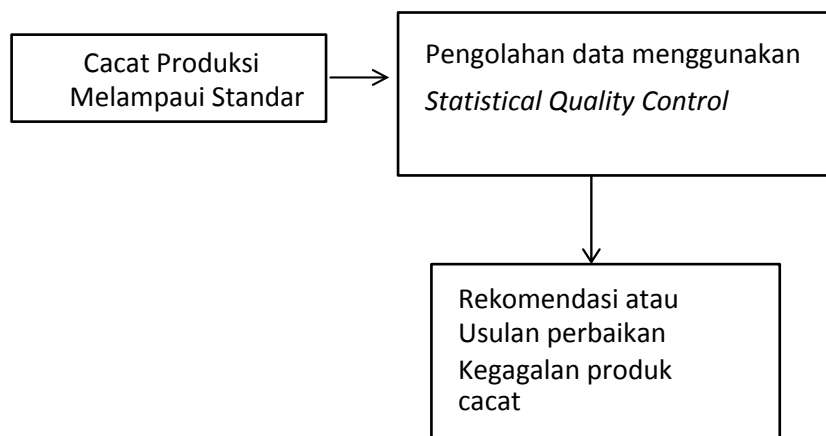 Cacat Produksi
Melampaui Standar
Pengolahan data menggunakan
Statistical Quality Control
Rekomendasi atau
Usulan perbaikan
Kegagalan produk
cacat